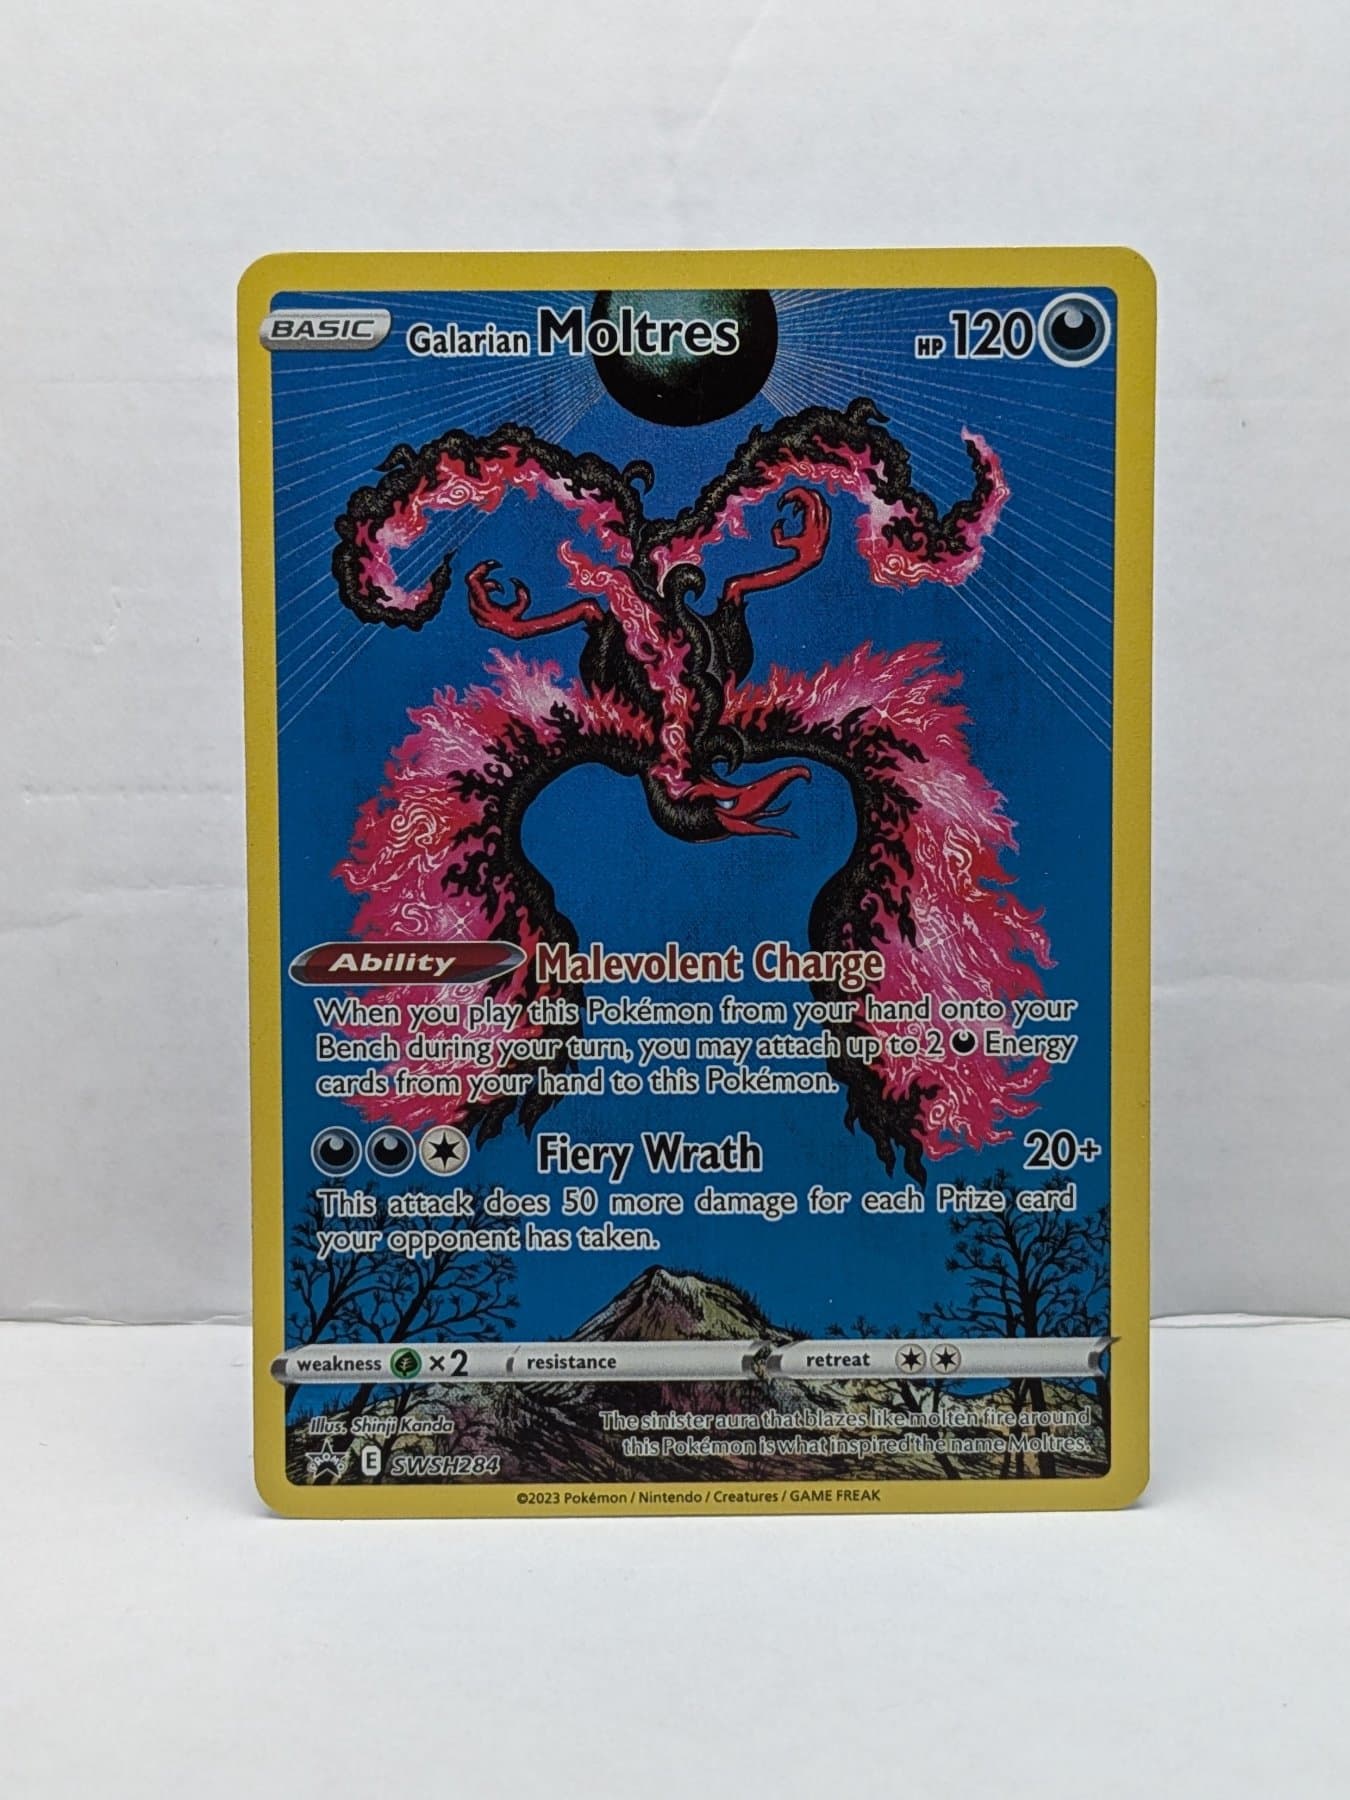 BASIC Galarian Moltres HP 120
Ability Malevolent Charge
When you play this Pokémon from your hand onto your
Bench during your turn, you may attach up to 2 Energy
cards from your hand to this Pokémon.
Fiery Wrath 20+
This attack does 50 more damage for each Prize card
your opponent has taken.
weakness ×2 resistance retreat
Illus. Shinji Kanda
The sinister aura that blazes like molten fire around
this Pokémon is what inspired the name Moltres.
PROMO E SWSH284
©2023 Pokémon / Nintendo / Creatures / GAME FREAK